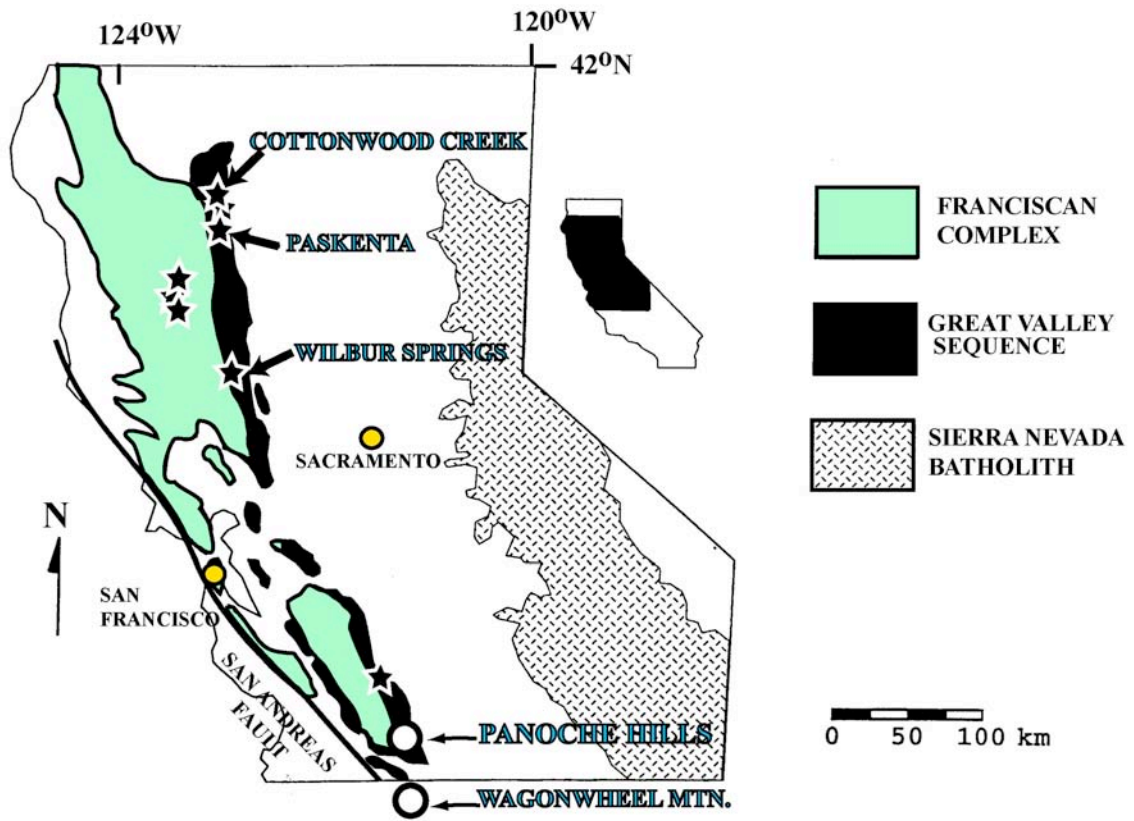 124°W
120°W
42°N
COTTONWOOD CREEK
PASKENTA
WILBUR SPRINGS
SACRAMENTO
N
SAN
FRANCISCO
SAN ANDREAS
FAULT
PANOCHE HILLS
WAGONWHEEL MTN.
FRANCISCAN
COMPLEX
GREAT VALLEY
SEQUENCE
SIERRA NEVADA
BATHOLITH
0 50 100 km